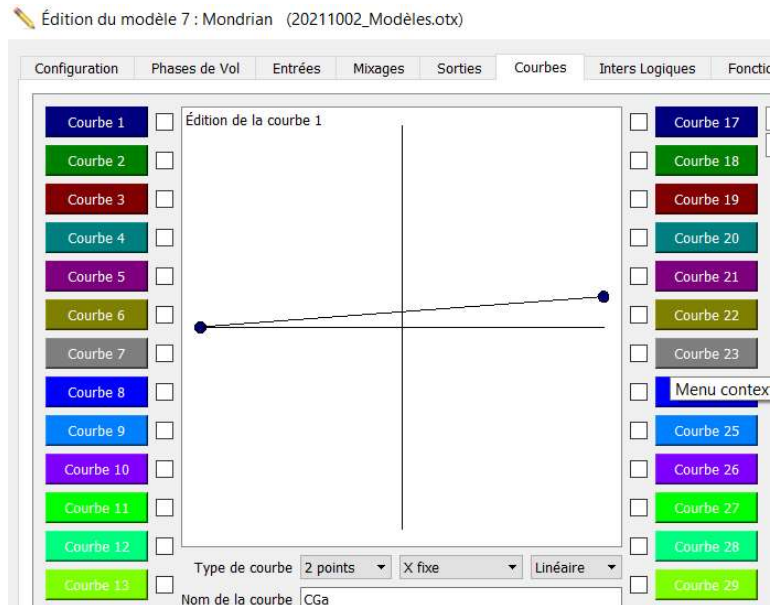 Édition du modèle 7 : Mondrian (20211002_Modèles.otx)
Configuration Phases de Vol Entrées Mixages Sorties Courbes Inters Logiques
Édition de la courbe 1
Courbe 1
Courbe 2
Courbe 3
Courbe 4
Courbe 5
Courbe 6
Courbe 7
Courbe 8
Courbe 9
Courbe 10
Courbe 11
Courbe 12
Courbe 13
Courbe 17
Courbe 18
Courbe 19
Courbe 20
Courbe 21
Courbe 22
Courbe 23
Menu contex
Courbe 25
Courbe 26
Courbe 27
Courbe 28
Courbe 29
Type de courbe 2 points X fixe Linéaire
Nom de la courbe CGa